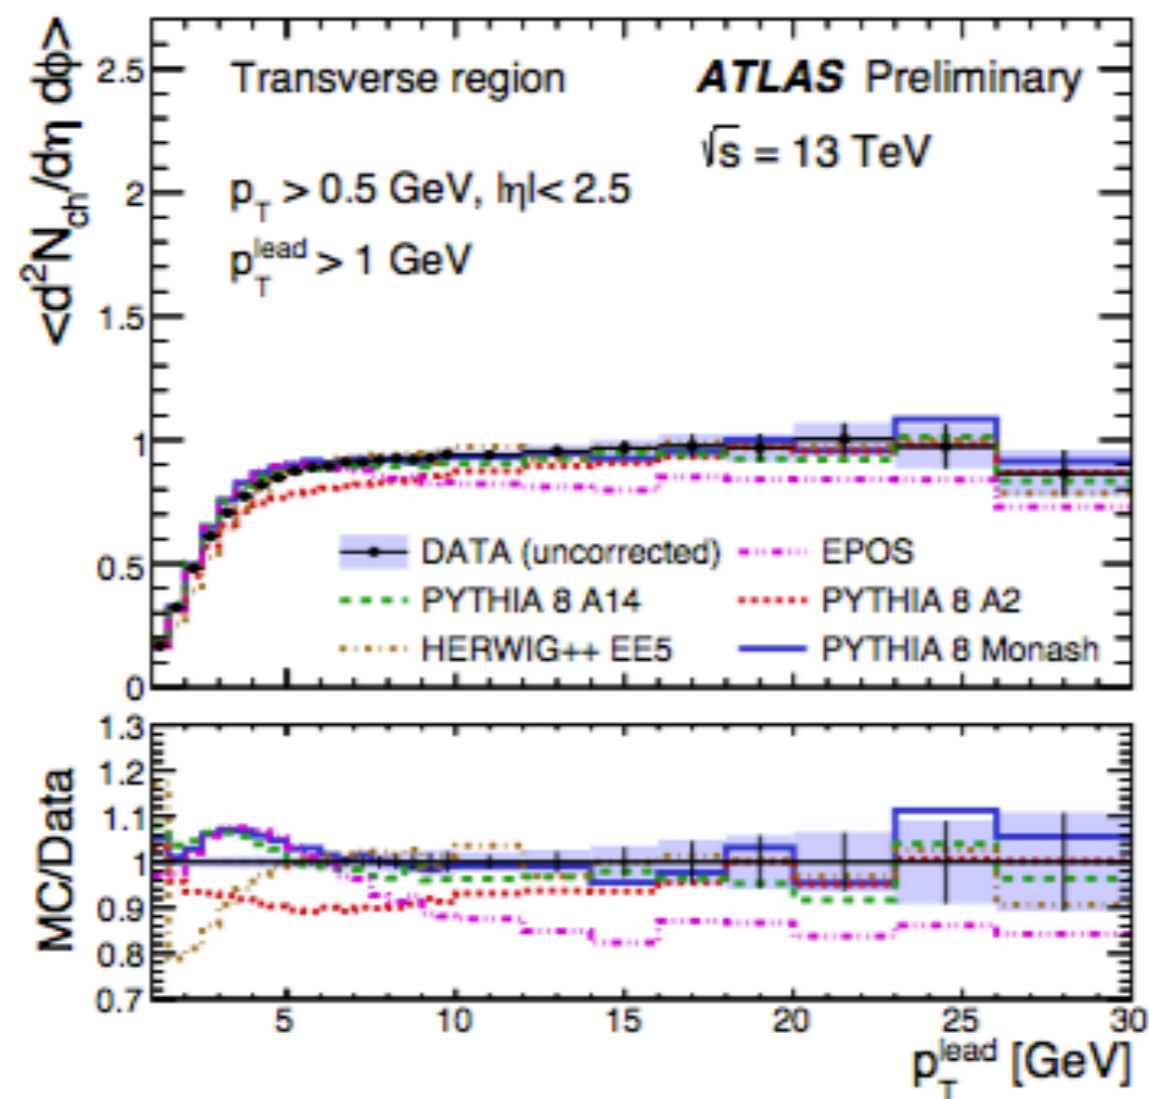 <d²N_ch/dη dφ>
2.5
2
1.5
1
0.5
0
Transverse region
ATLAS Preliminary
√s = 13 TeV
p_T > 0.5 GeV, |η|< 2.5
p_T^lead > 1 GeV
DATA (uncorrected)
EPOS
PYTHIA 8 A14
PYTHIA 8 A2
HERWIG++ EE5
PYTHIA 8 Monash
MC/Data
1.3
1.2
1.1
1
0.9
0.8
0.7
5 10 15 20 25 30
p_T^lead [GeV]